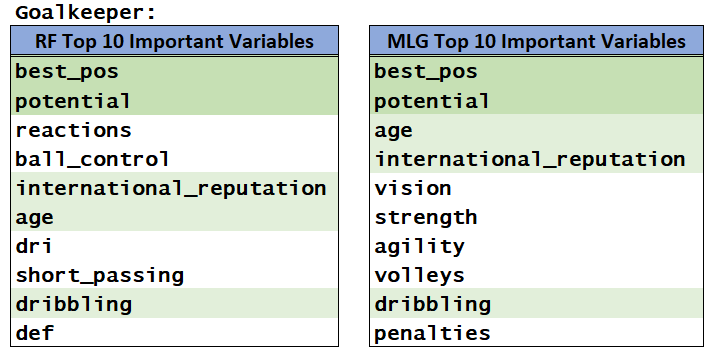 Goalkeeper:
RF Top 10 Important Variables
best_pos
potential
reactions
ball_control
international_reputation
age
dri
short_passing
dribbling
def
MLG Top 10 Important Variables
best_pos
potential
age
international_reputation
vision
strength
agility
volleys
dribbling
penalties